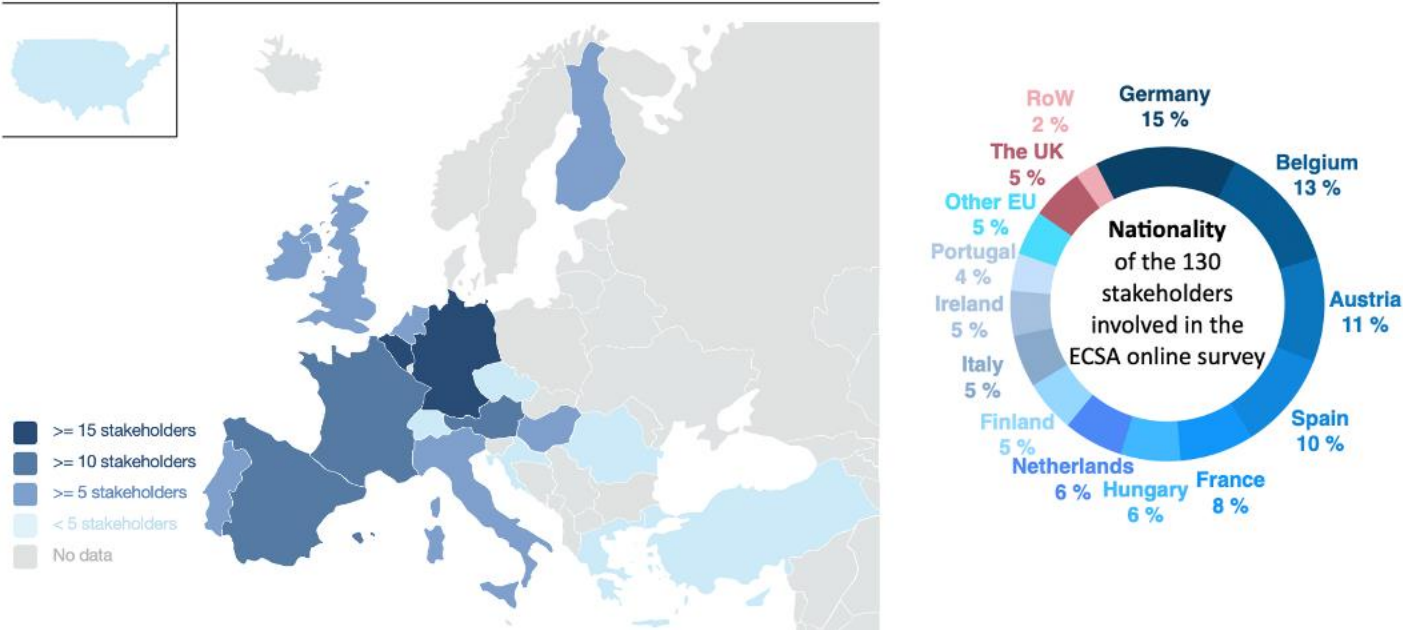 >= 15 stakeholders
>= 10 stakeholders
>= 5 stakeholders
< 5 stakeholders
No data
Germany
15 %
Belgium
13 %
Austria
11 %
Spain
10 %
France
8 %
Hungary
6 %
Netherlands
6 %
Finland
5 %
Italy
5 %
Ireland
5 %
Portugal
4 %
Other EU
5 %
The UK
5 %
RoW
2 %
Nationality
of the 130
stakeholders
involved in the
ECSA online survey